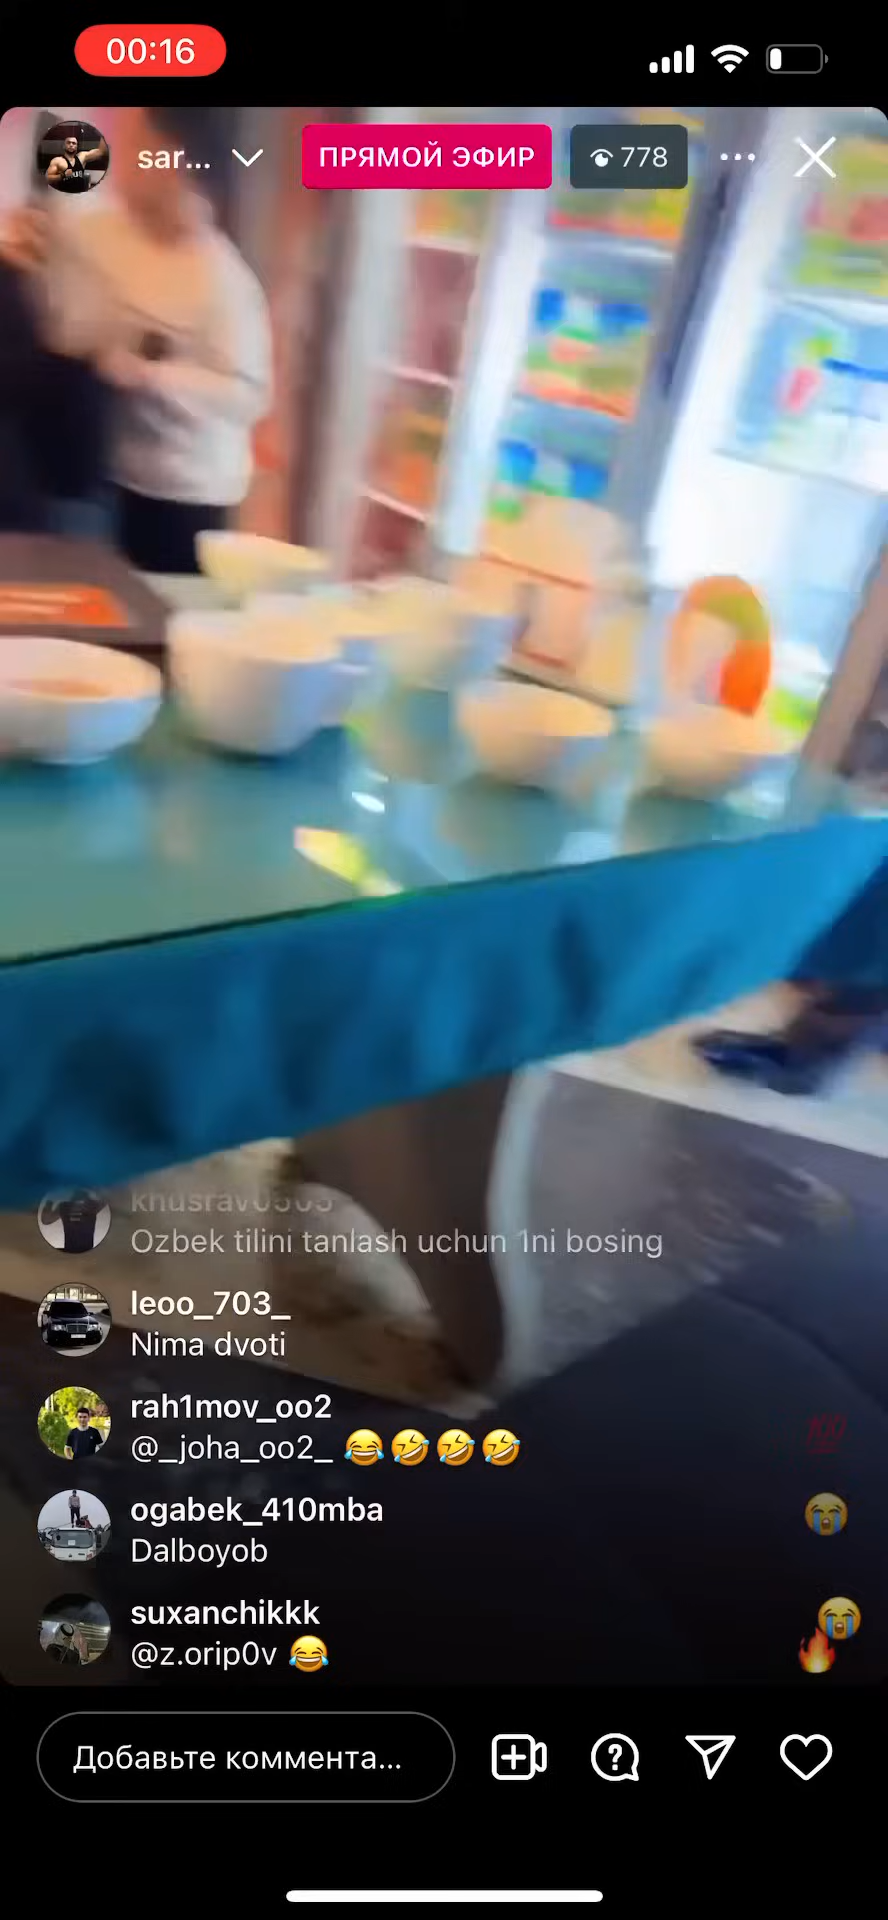 00:16
sar...
ПРЯМОЙ ЭФИР
778
khusrav0505
Ozbek tilini tanlash uchun 1ni bosing
leoo_703_
Nima dvoti
rah1mov_oo2
@_joha_oo2_ 😂🤣🤣🤣
💯
ogabek_410mba
Dalboyob
suxanchikkk
@z.orip0v 😂
Добавьте коммента...